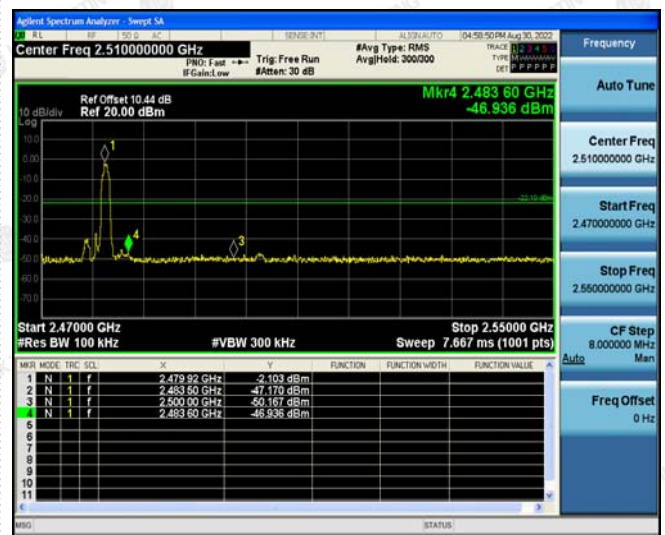 Agilent Spectrum Analyzer - Swept SA
RL RF 50 Ω AC SENSE:INT ALIGN AUTO 04:58:50 PM Aug 30, 2022
Center Freq 2.510000000 GHz #Avg Type: RMS TRACE 1 2 3 4 5 6
PNO: Fast Trig: Free Run Avg|Hold: 300/300 TYPE M
IFGain:Low #Atten: 30 dB DET P P P P P P
Mkr4 2.483 60 GHz
-46.936 dBm
Ref Offset 10.44 dB
10 dB/div Ref 20.00 dBm
Log
10.0
0.00
-10.0
-20.0
-30.0
-40.0
-50.0
-60.0
-70.0
1
4
3
-22.10 dBm
Start 2.47000 GHz Stop 2.55000 GHz
#Res BW 100 kHz #VBW 300 kHz Sweep 7.667 ms (1001 pts)
MKR MODE TRC SCL X Y FUNCTION FUNCTION WIDTH FUNCTION VALUE
1 N 1 f 2.479 92 GHz -2.103 dBm
2 N 1 f 2.483 50 GHz -47.170 dBm
3 N 1 f 2.500 00 GHz -50.167 dBm
4 N 1 f 2.483 60 GHz -46.936 dBm
5
6
7
8
9
10
11
MSG STATUS
Frequency
Auto Tune
Center Freq
2.510000000 GHz
Start Freq
2.470000000 GHz
Stop Freq
2.550000000 GHz
CF Step
8.000000 MHz
Auto Man
Freq Offset
0 Hz